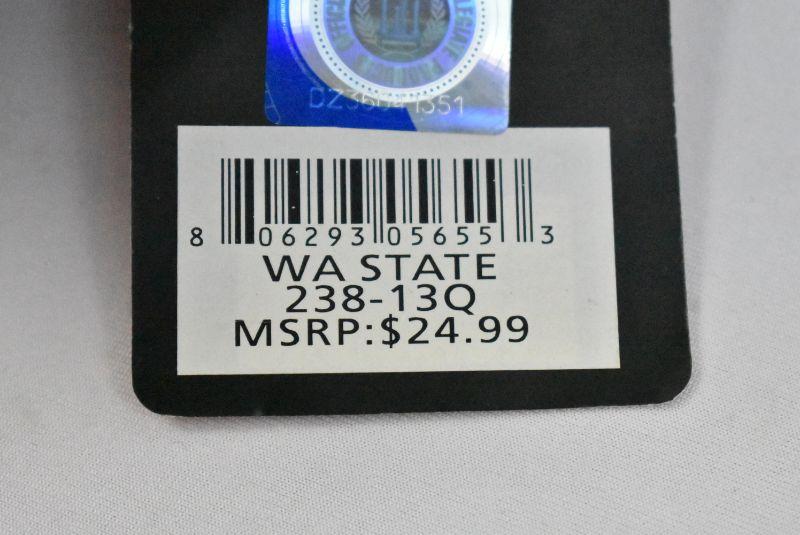 8 06293 05655 3
WA STATE
238-13Q
MSRP:$24.99